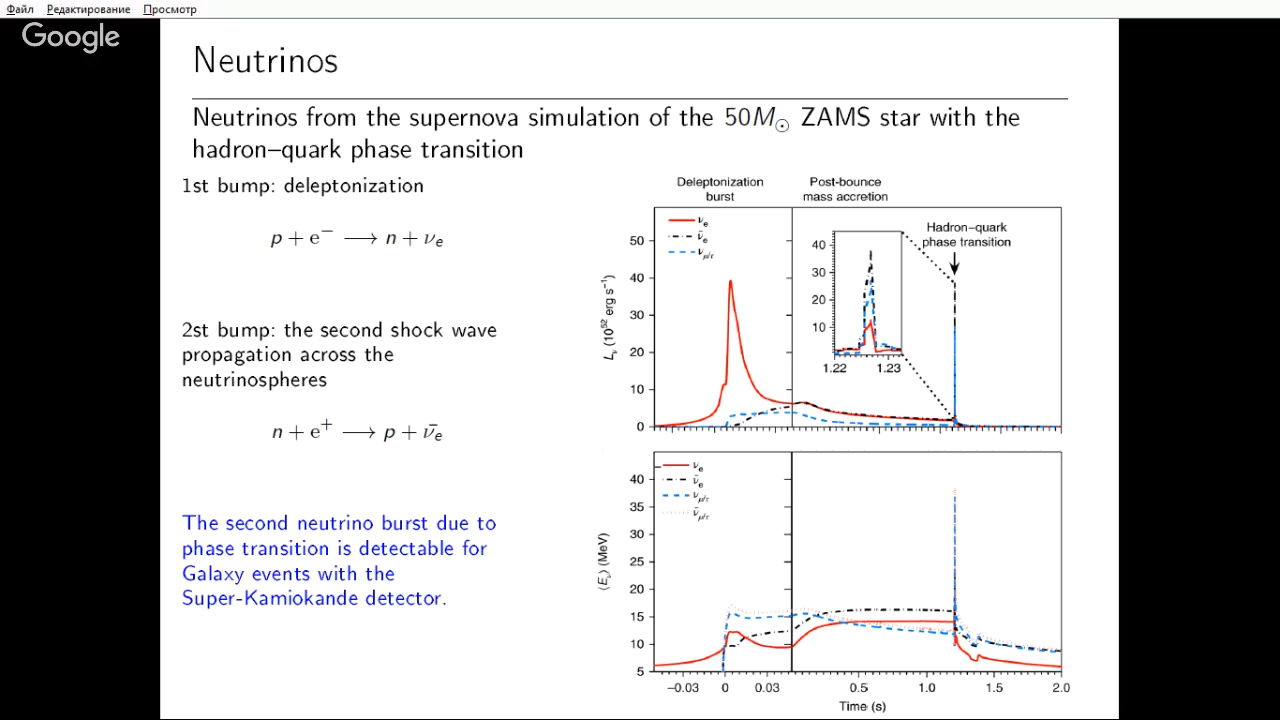 Файл Редактирование Просмотр
Google
Neutrinos
Neutrinos from the supernova simulation of the 50M⊙ ZAMS star with the
hadron–quark phase transition
1st bump: deleptonization
p + e⁻ ⟶ n + νₑ
2st bump: the second shock wave
propagation across the
neutrinospheres
n + e⁺ ⟶ p + ν̄ₑ
The second neutrino burst due to
phase transition is detectable for
Galaxy events with the
Super-Kamiokande detector.
Deleptonization
burst
Post-bounce
mass accretion
νₑ
ν̄ₑ
ν_μ/τ
Hadron–quark
phase transition
L_ν (10⁵² erg s⁻¹)
50
40
30
20
10
0
40
30
20
10
1.22 1.23
νₑ
ν̄ₑ
ν_μ/τ
ν̄_μ/τ
⟨E_ν⟩ (MeV)
40
35
30
25
20
15
10
5
−0.03 0 0.03 0.5 1.0 1.5 2.0
Time (s)